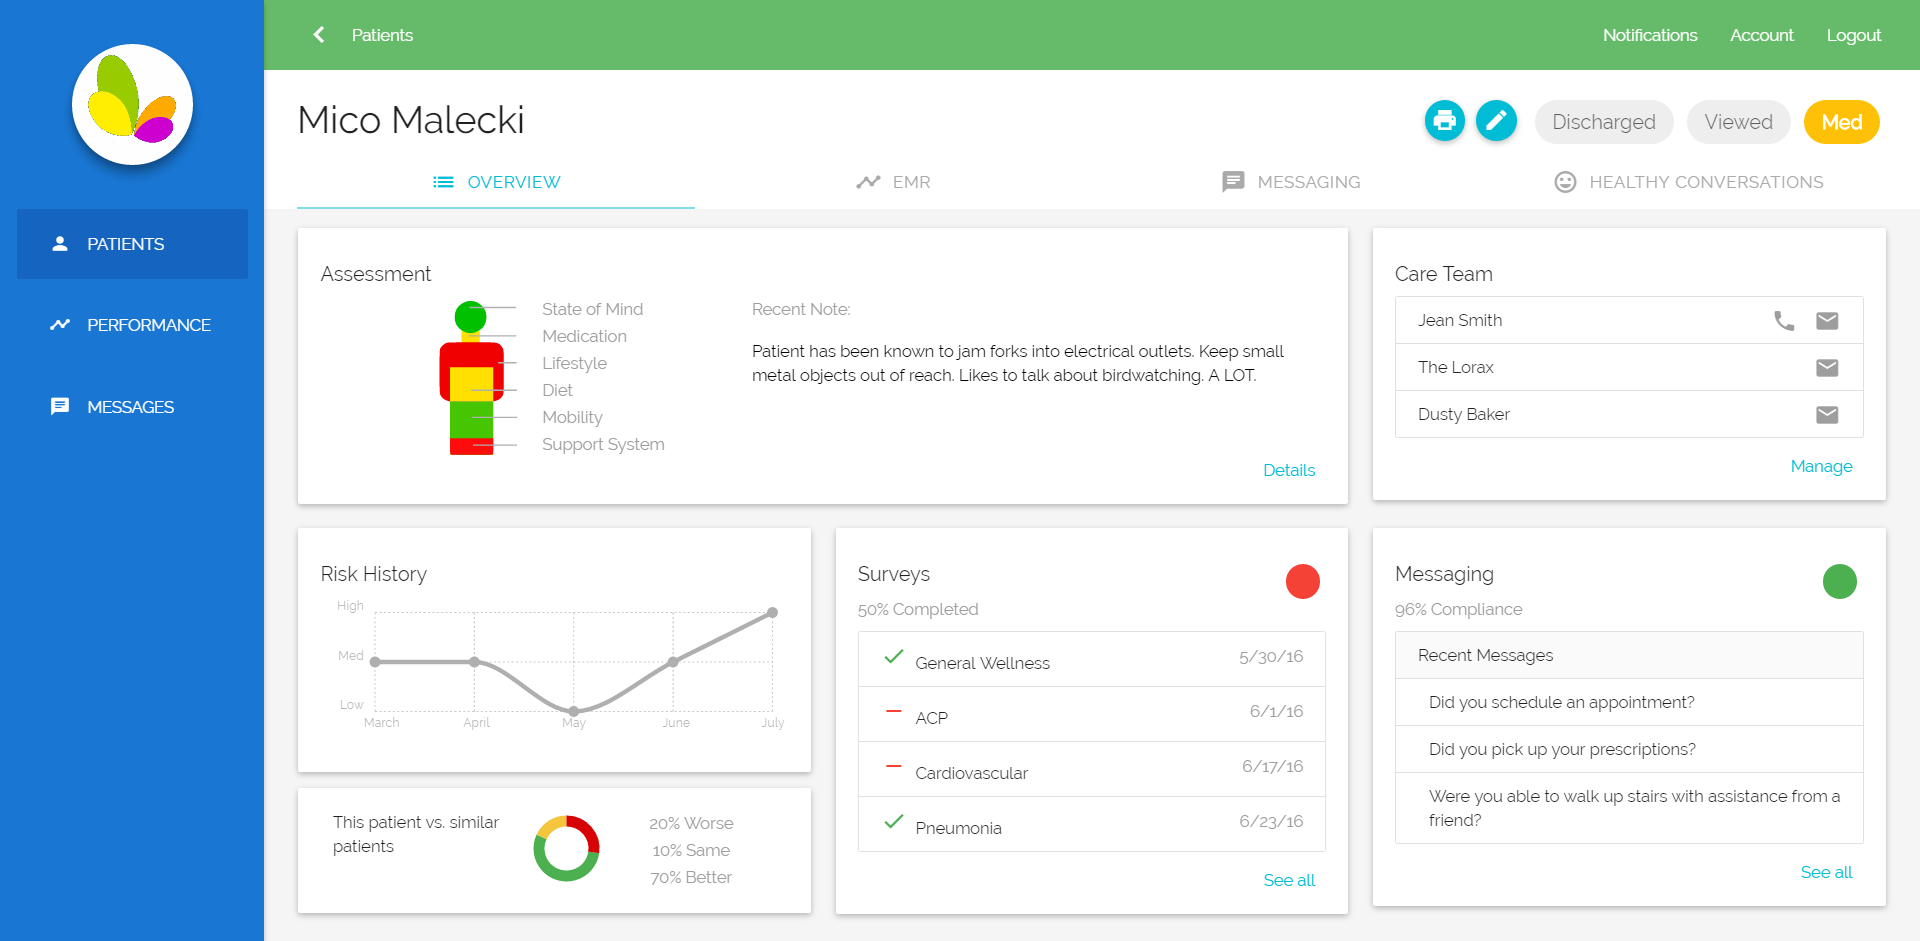 Patients
Notifications
Account
Logout
PATIENTS
PERFORMANCE
MESSAGES
Mico Malecki
Discharged
Viewed
Med
OVERVIEW
EMR
MESSAGING
HEALTHY CONVERSATIONS
Assessment
State of Mind
Medication
Lifestyle
Diet
Mobility
Support System
Recent Note:
Patient has been known to jam forks into electrical outlets. Keep small
metal objects out of reach. Likes to talk about birdwatching. A LOT.
Details
Care Team
Jean Smith
The Lorax
Dusty Baker
Manage
Risk History
High
Med
Low
March
April
May
June
July
This patient vs. similar
patients
20% Worse
10% Same
70% Better
Surveys
50% Completed
General Wellness 5/30/16
ACP 6/1/16
Cardiovascular 6/17/16
Pneumonia 6/23/16
See all
Messaging
96% Compliance
Recent Messages
Did you schedule an appointment?
Did you pick up your prescriptions?
Were you able to walk up stairs with assistance from a
friend?
See all